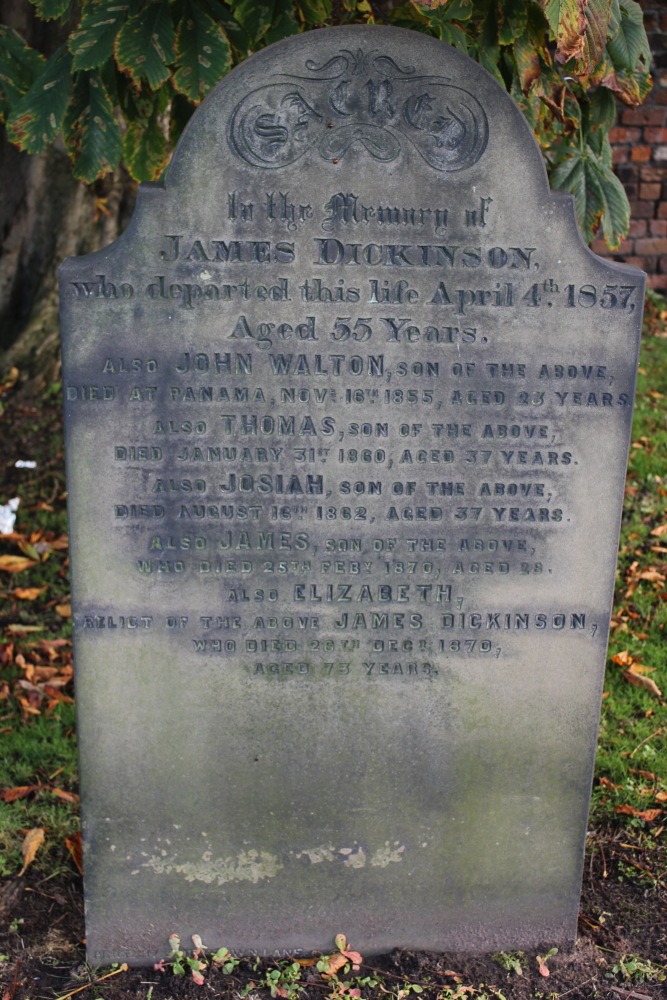 SACRED
to the Memory of
JAMES DICKINSON,
who departed this life April 4th 1857,
Aged 55 Years.
ALSO JOHN WALTON, SON OF THE ABOVE,
DIED AT PANAMA, NOVR 16TH 1855, AGED 23 YEARS.
ALSO THOMAS, SON OF THE ABOVE,
DIED JANUARY 31ST 1860, AGED 37 YEARS.
ALSO JOSIAH, SON OF THE ABOVE,
DIED AUGUST 16TH 1862, AGED 37 YEARS.
ALSO JAMES, SON OF THE ABOVE,
WHO DIED 25TH FEBY 1870, AGED 28.
ALSO ELIZABETH,
RELICT OF THE ABOVE JAMES DICKINSON,
WHO DIED 26TH DECR 1870,
AGED 73 YEARS.
LANE